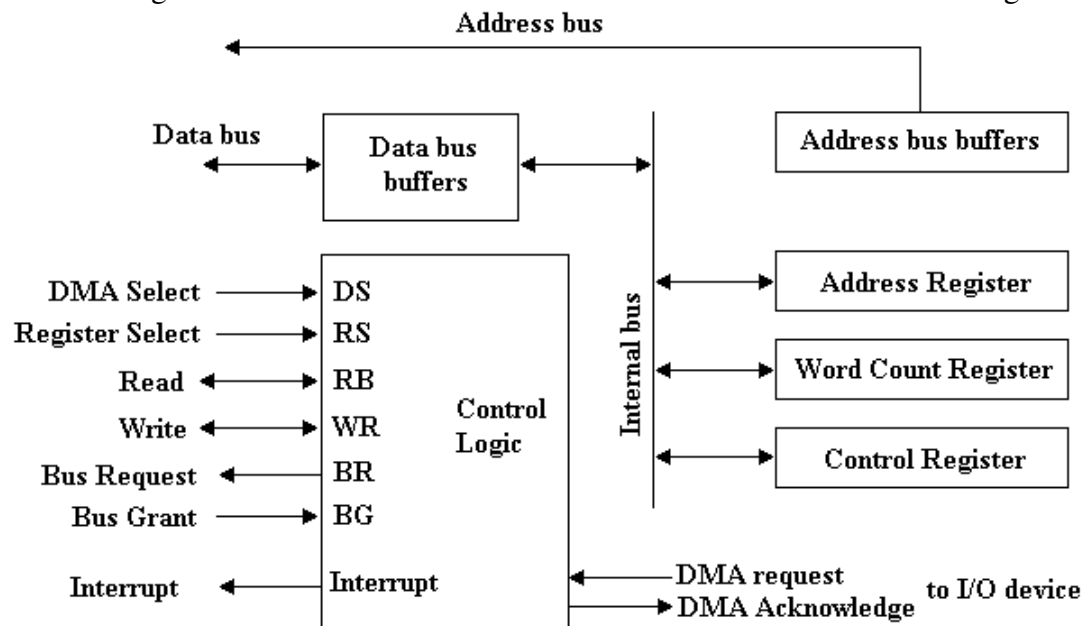 Address bus
Data bus
Data bus
buffers
Address bus buffers
Internal bus
Address Register
Word Count Register
Control Register
DMA Select
DS
Register Select
RS
Read
RB
Write
WR
Bus Request
BR
Bus Grant
BG
Interrupt
Interrupt
Control
Logic
DMA request
DMA Acknowledge
to I/O device